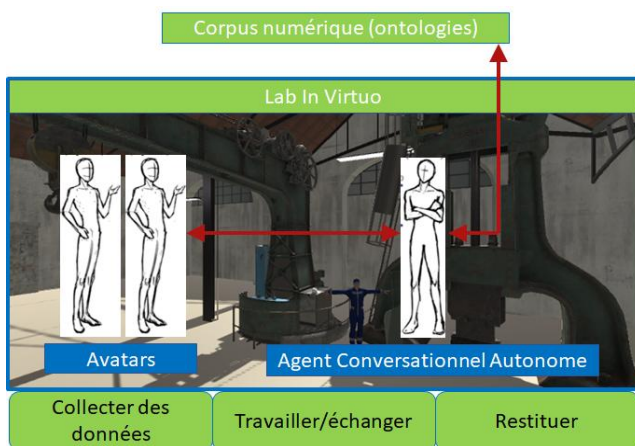 Corpus numérique (ontologies)
Lab In Virtuo
Avatars
Agent Conversationnel Autonome
Collecter des
données
Travailler/échanger
Restituer